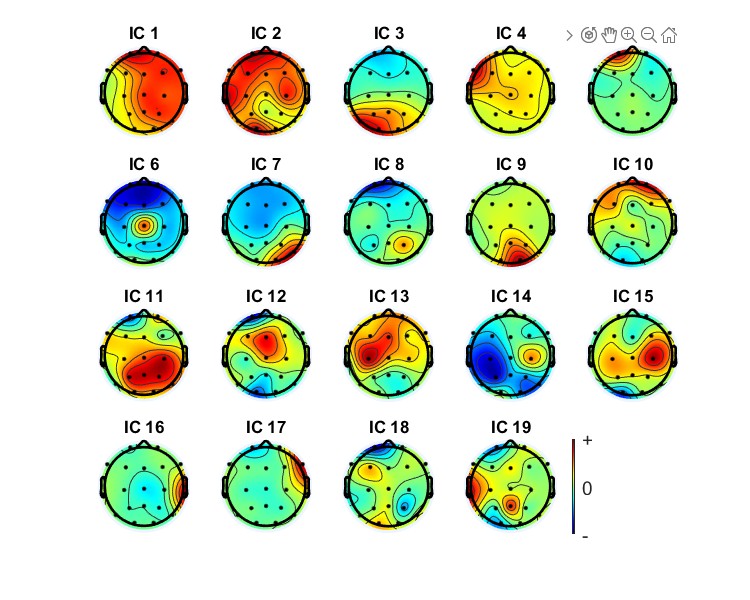 IC 1 IC 2 IC 3 IC 4
IC 6 IC 7 IC 8 IC 9 IC 10
IC 11 IC 12 IC 13 IC 14 IC 15
IC 16 IC 17 IC 18 IC 19
+
0
-